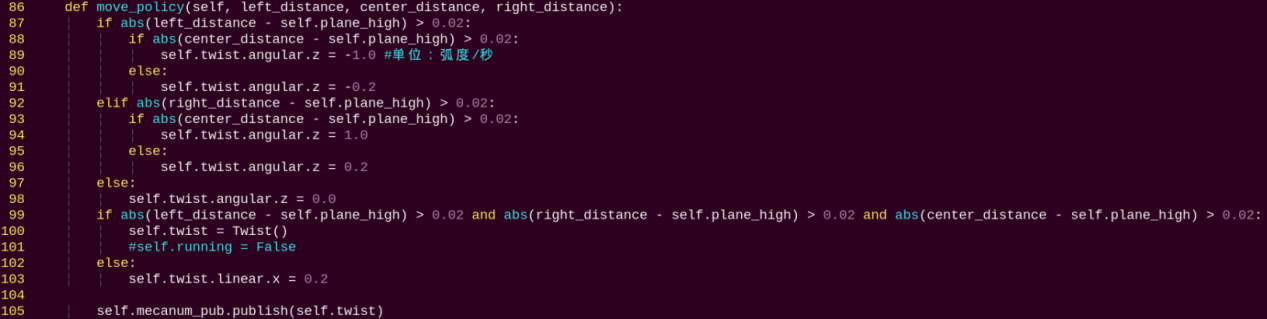 86     def move_policy(self, left_distance, center_distance, right_distance):
87         if abs(left_distance - self.plane_high) > 0.02:
88             if abs(center_distance - self.plane_high) > 0.02:
89                 self.twist.angular.z = -1.0 #单位：弧度/秒
90             else:
91                 self.twist.angular.z = -0.2
92         elif abs(right_distance - self.plane_high) > 0.02:
93             if abs(center_distance - self.plane_high) > 0.02:
94                 self.twist.angular.z = 1.0
95             else:
96                 self.twist.angular.z = 0.2
97         else:
98             self.twist.angular.z = 0.0
99         if abs(left_distance - self.plane_high) > 0.02 and abs(right_distance - self.plane_high) > 0.02 and abs(center_distance - self.plane_high) > 0.02:
100             self.twist = Twist()
101             #self.running = False
102         else:
103             self.twist.linear.x = 0.2
104
105         self.mecanum_pub.publish(self.twist)